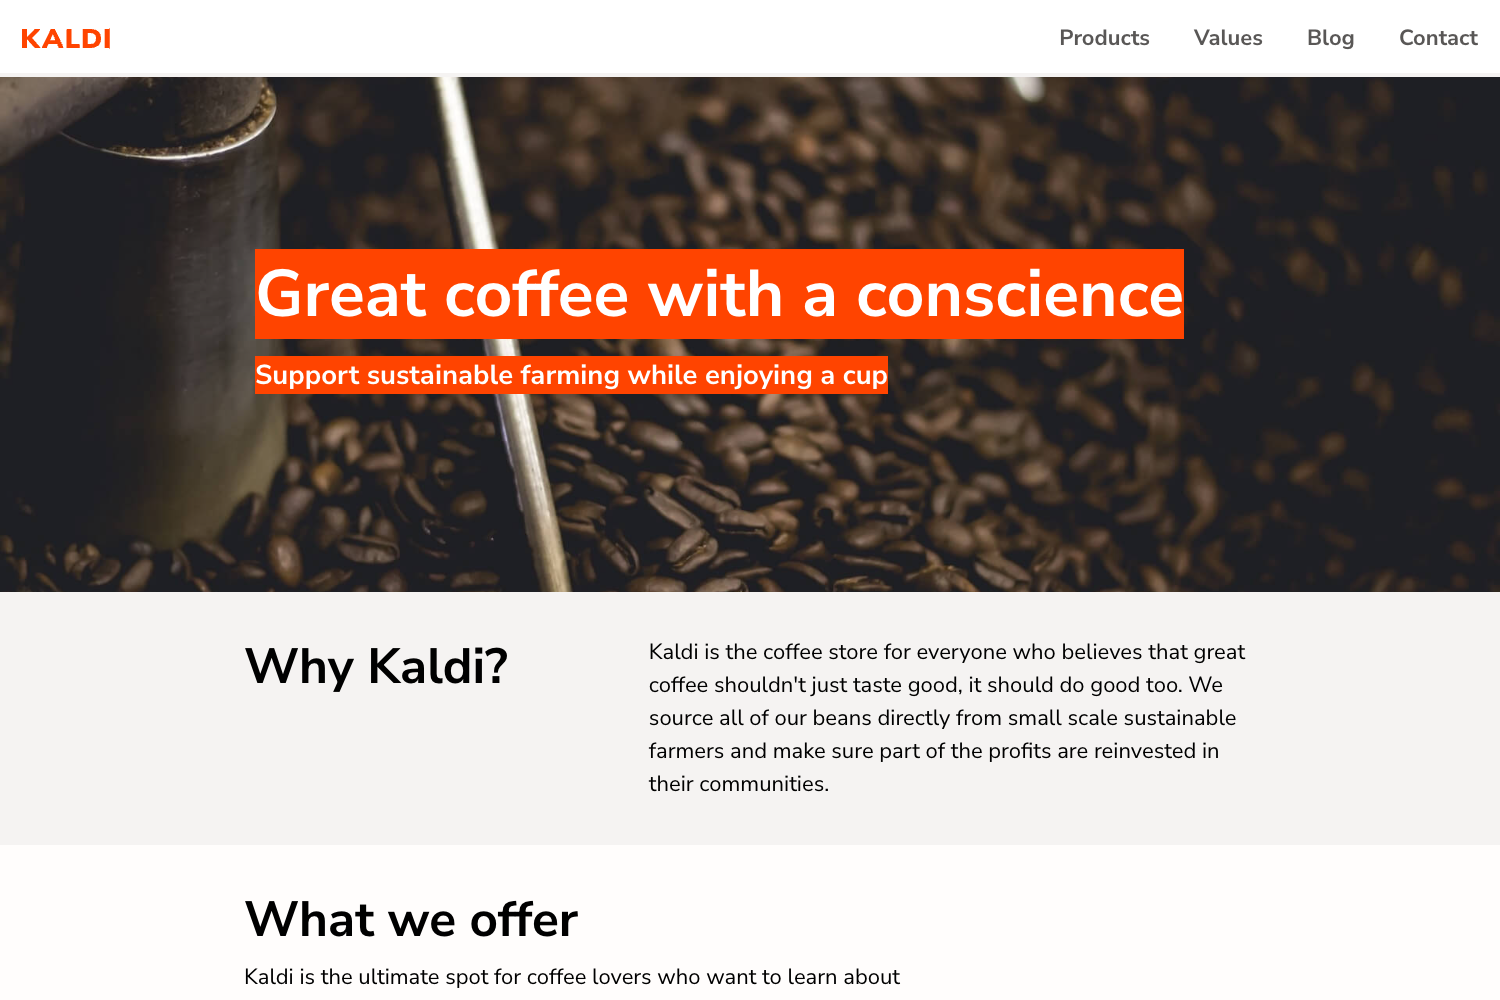 KALDI
Products
Values
Blog
Contact
Great coffee with a conscience
Support sustainable farming while enjoying a cup
Why Kaldi?
Kaldi is the coffee store for everyone who believes that great
coffee shouldn't just taste good, it should do good too. We
source all of our beans directly from small scale sustainable
farmers and make sure part of the profits are reinvested in
their communities.
What we offer
Kaldi is the ultimate spot for coffee lovers who want to learn about